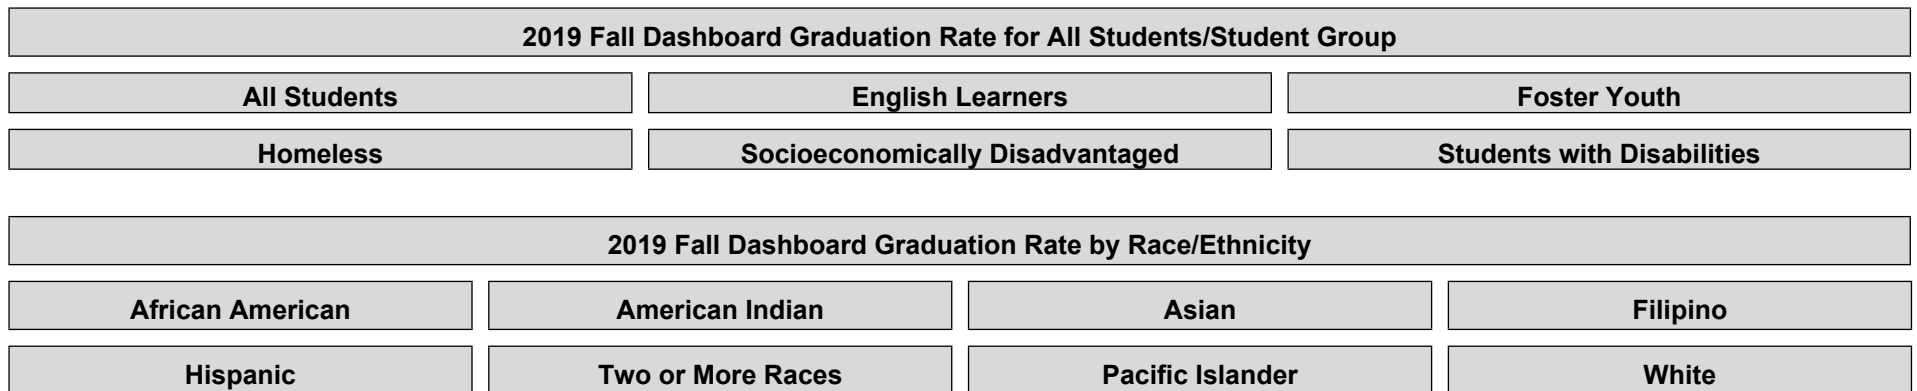 2019 Fall Dashboard Graduation Rate for All Students/Student Group
All Students English Learners Foster Youth
Homeless Socioeconomically Disadvantaged Students with Disabilities
2019 Fall Dashboard Graduation Rate by Race/Ethnicity
African American American Indian Asian Filipino
Hispanic Two or More Races Pacific Islander White